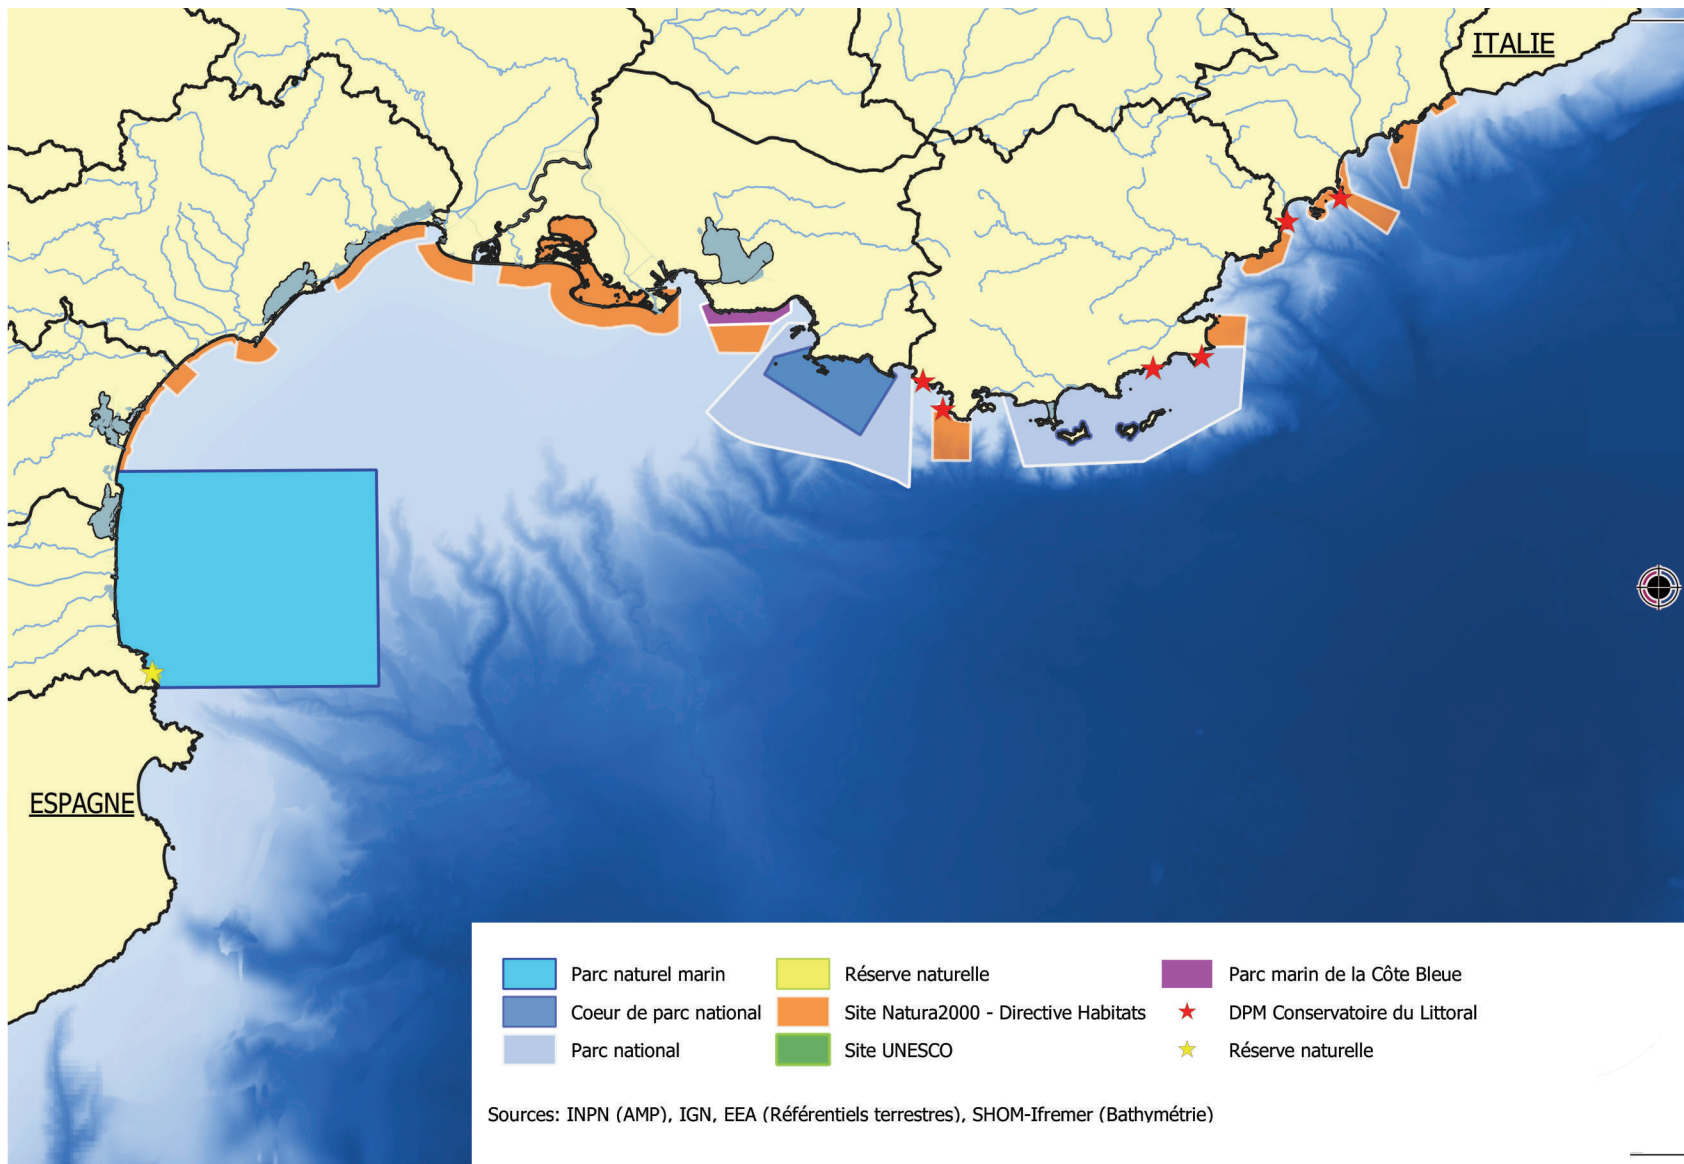 ITALIE
ESPAGNE
Parc naturel marin
Coeur de parc national
Parc national
Réserve naturelle
Site Natura2000 - Directive Habitats
Site UNESCO
Parc marin de la Côte Bleue
DPM Conservatoire du Littoral
Réserve naturelle
Sources: INPN (AMP), IGN, EEA (Référentiels terrestres), SHOM-Ifremer (Bathymétrie)